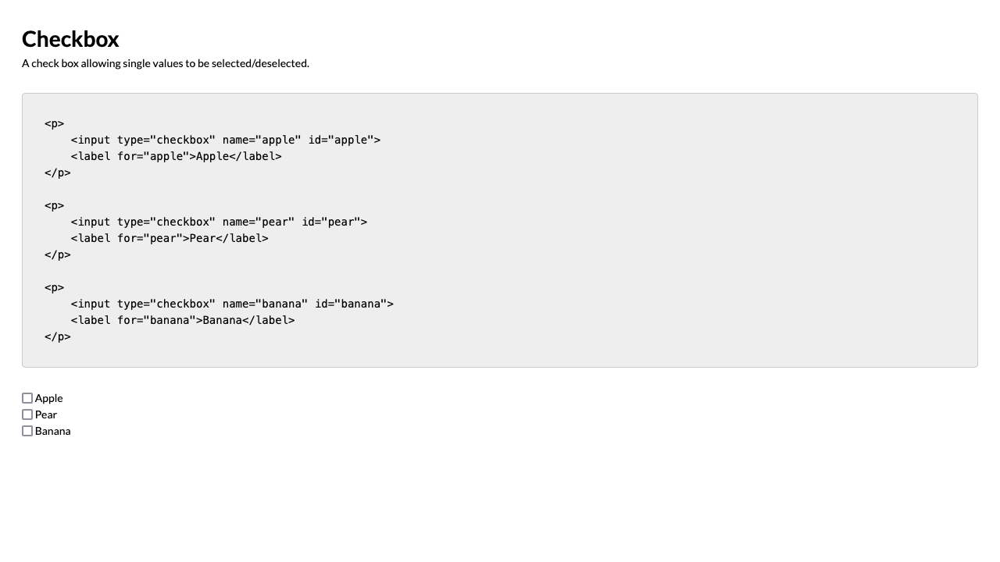 Checkbox
A check box allowing single values to be selected/deselected.
<p>
    <input type="checkbox" name="apple" id="apple">
    <label for="apple">Apple</label>
</p>
<p>
    <input type="checkbox" name="pear" id="pear">
    <label for="pear">Pear</label>
</p>
<p>
    <input type="checkbox" name="banana" id="banana">
    <label for="banana">Banana</label>
</p>
Apple
Pear
Banana